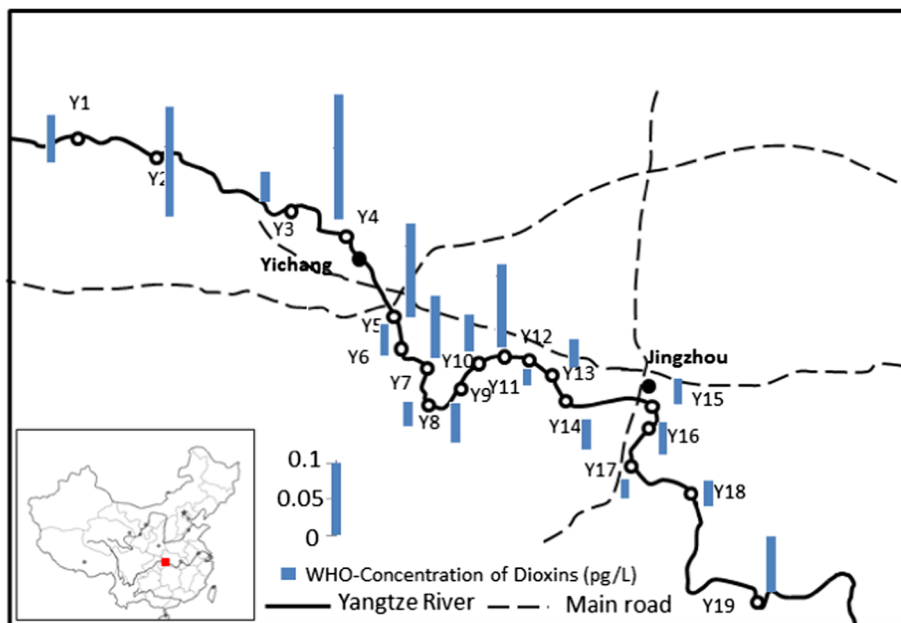 Y1
Y2
Y3
Y4
Yichang
Y5
Y6
Y7
Y8
Y9
Y10
Y11
Y12
Y13
Y14
Jingzhou
Y15
Y16
Y17
Y18
Y19
0.1
0.05
0
WHO-Concentration of Dioxins (pg/L)
Yangtze River
Main road